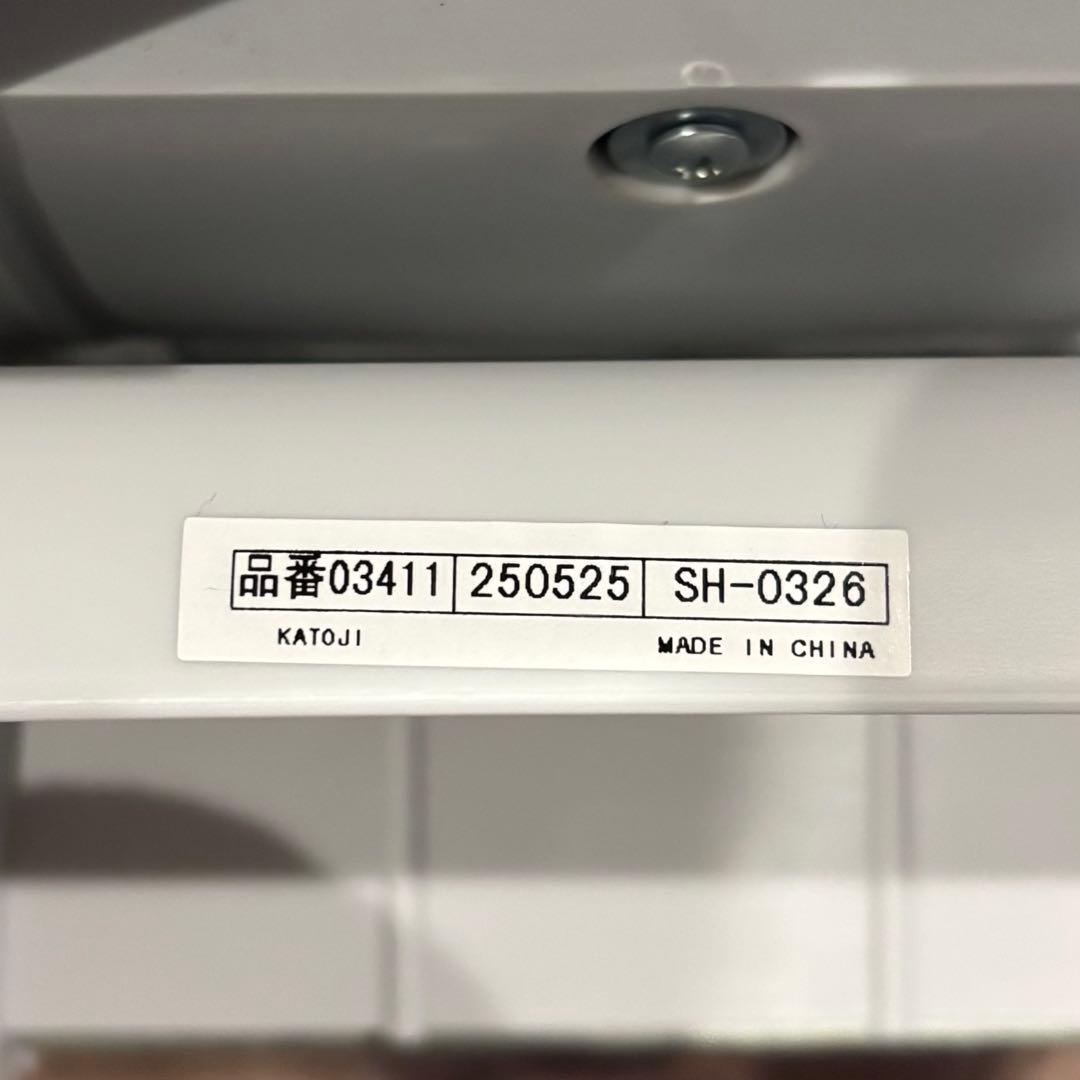 品番03411 250525 SH-0326
KATOJI MADE IN CHINA